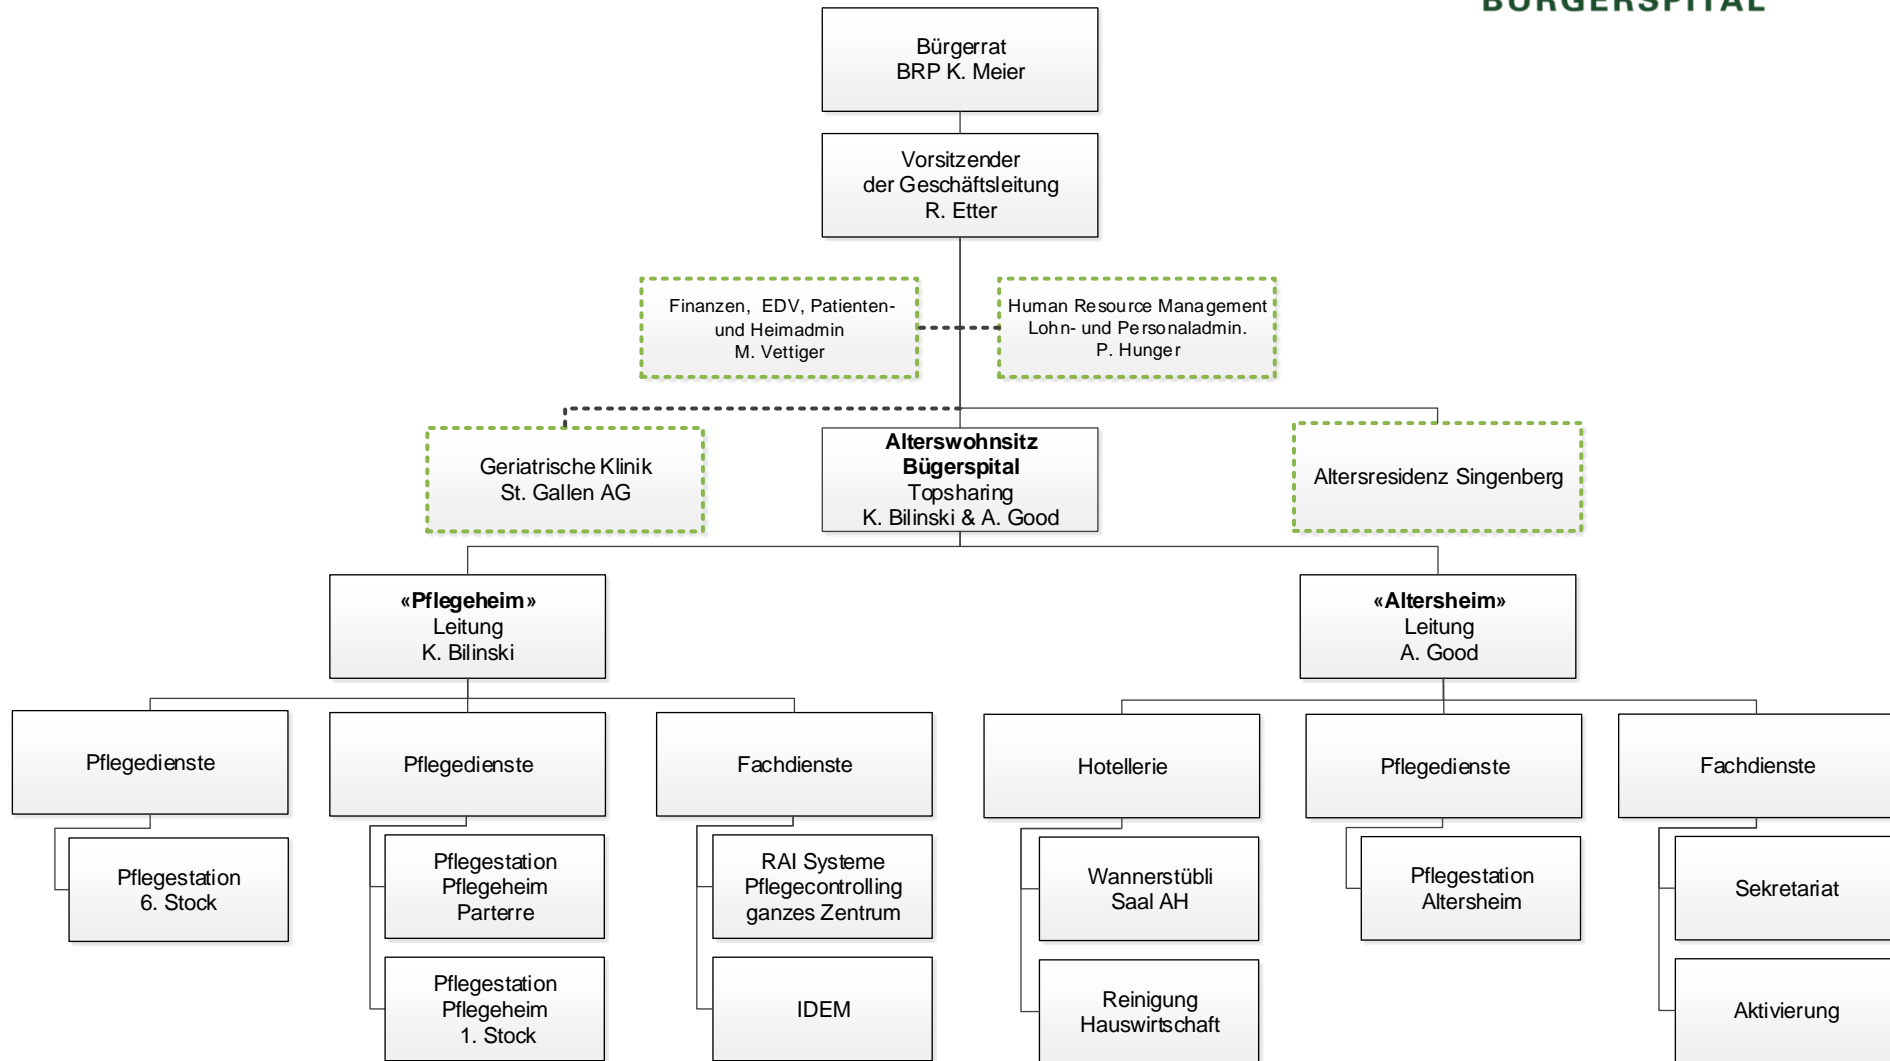 BÜRGERSPITAL
Bürgerrat
BRP K. Meier
Vorsitzender
der Geschäftsleitung
R. Etter
Finanzen, EDV, Patienten-
und Heimadmin
M. Vettiger
Human Resource Management
Lohn- und Personaladmin.
P. Hunger
Geriatrische Klinik
St. Gallen AG
Alterswohnsitz
Bügerspital
Topsharing
K. Bilinski & A. Good
Altersresidenz Singenberg
«Pflegeheim»
Leitung
K. Bilinski
«Altersheim»
Leitung
A. Good
Pflegedienste
Pflegedienste
Fachdienste
Hotellerie
Pflegedienste
Fachdienste
Pflegestation
6. Stock
Pflegestation
Pflegeheim
Parterre
RAI Systeme
Pflegecontrolling
ganzes Zentrum
Wannerstübli
Saal AH
Pflegestation
Altersheim
Sekretariat
Pflegestation
Pflegeheim
1. Stock
IDEM
Reinigung
Hauswirtschaft
Aktivierung